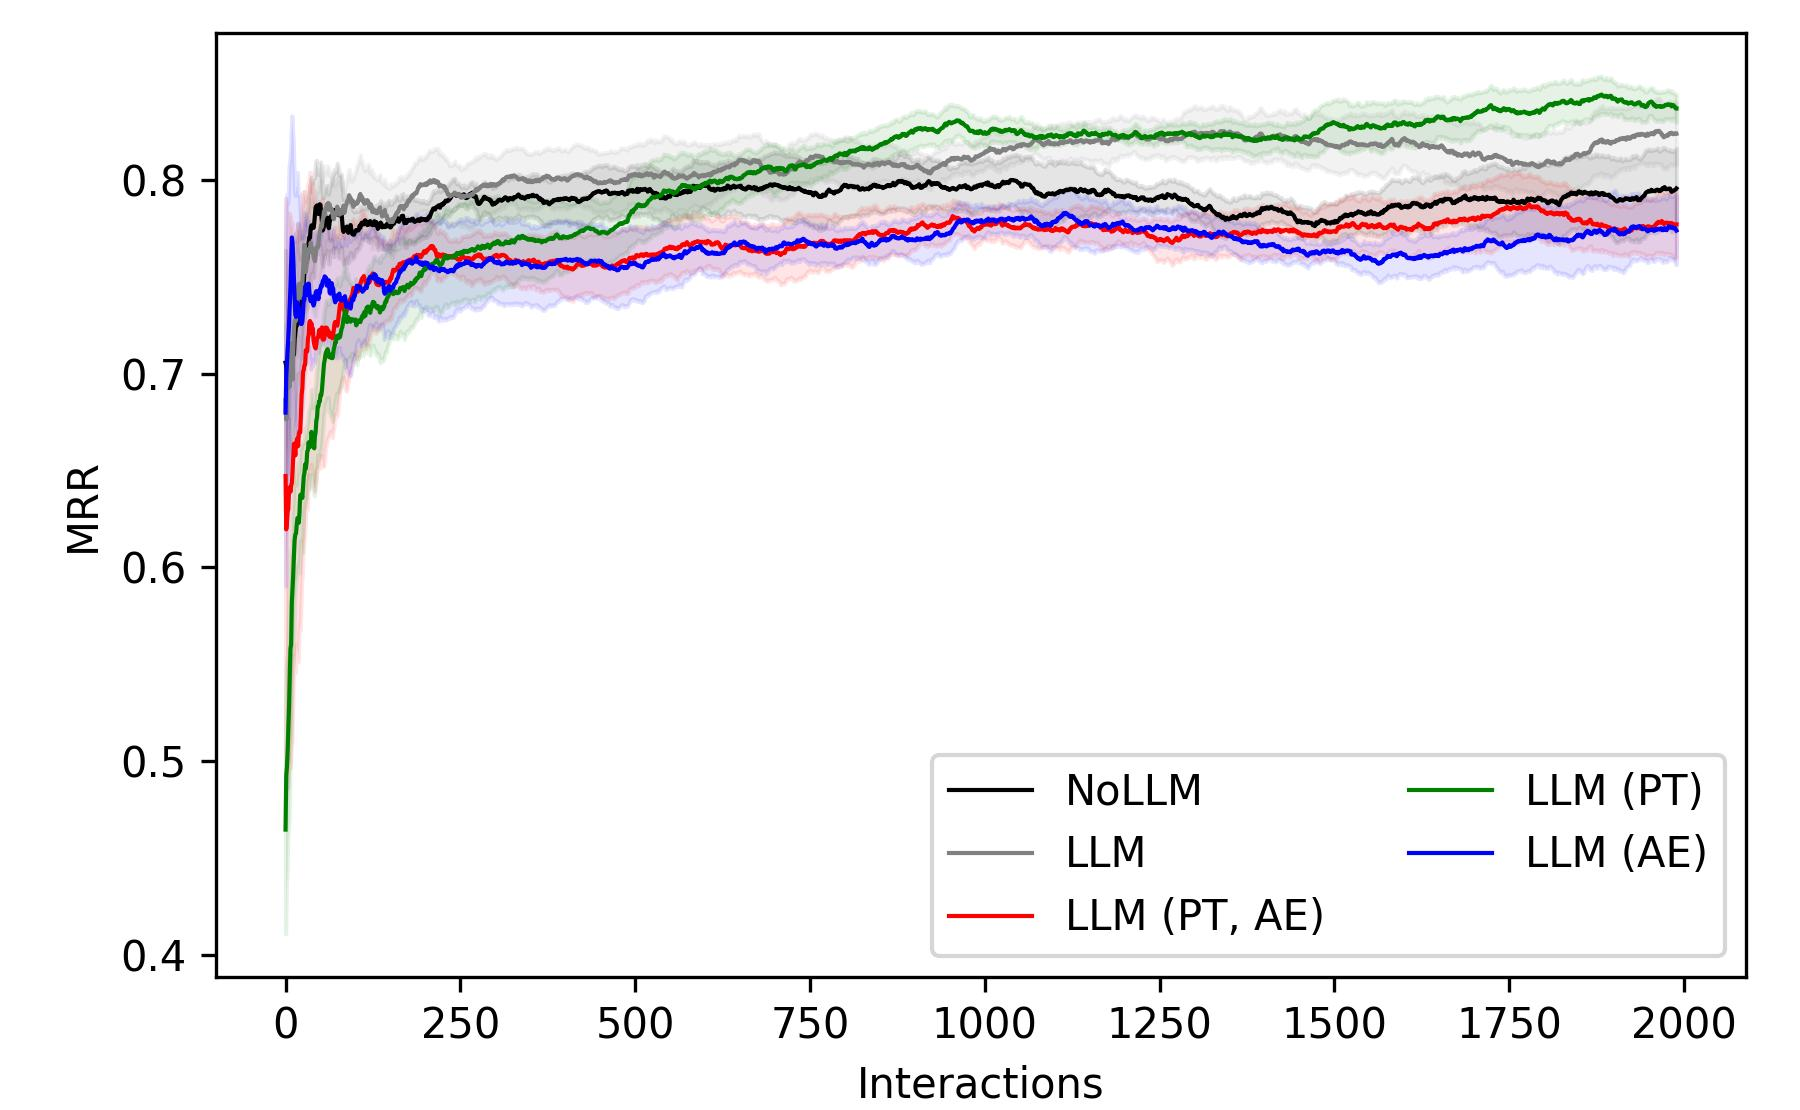 0.8
0.7
0.6
0.5
0.4
MRR
NoLLM
LLM
LLM (PT, AE)
LLM (PT)
LLM (AE)
0 250 500 750 1000 1250 1500 1750 2000
Interactions